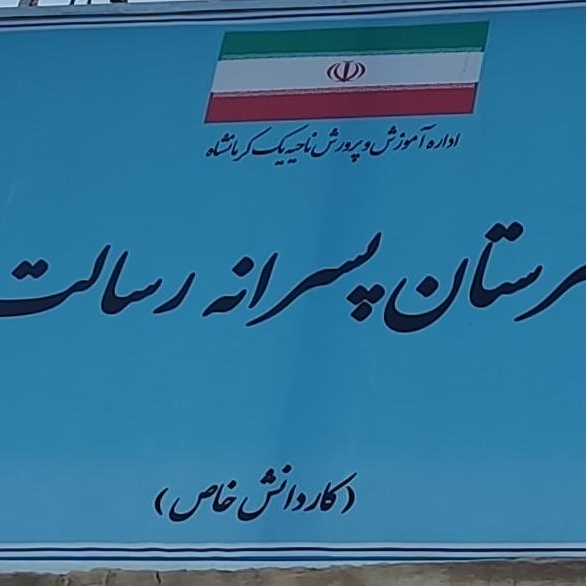 اداره آموزش و پرورش ناحیه یک کرمانشاه
رستان پسرانه رسالت
(کاردانش خاص)